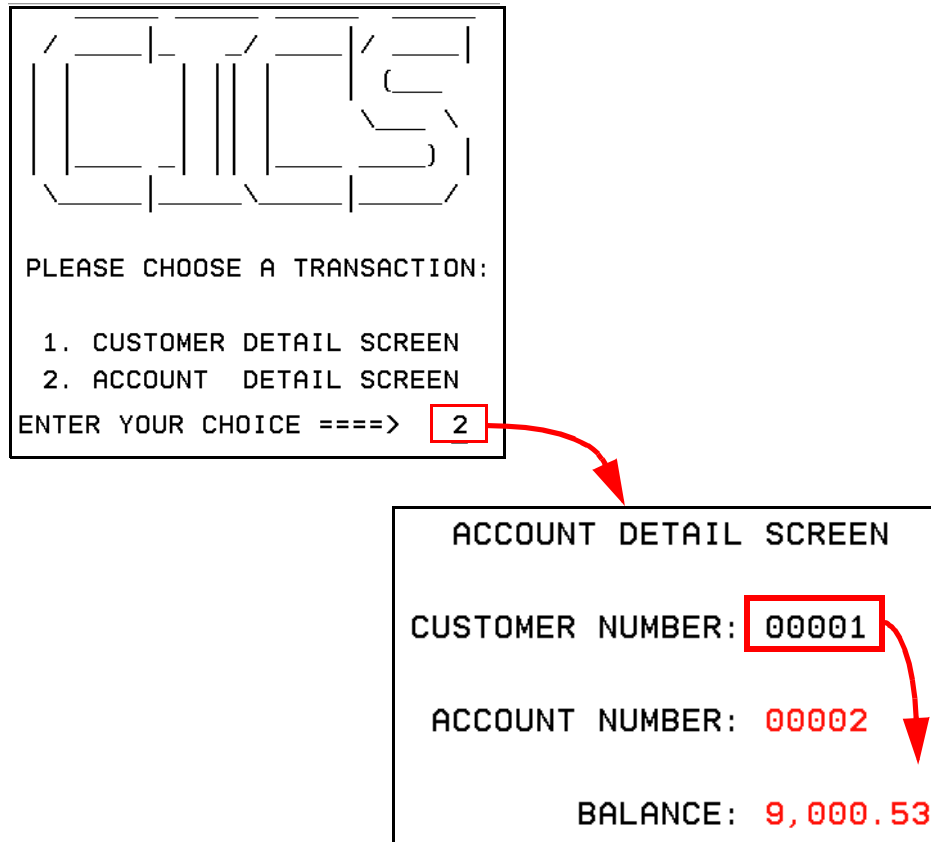 CICS
PLEASE CHOOSE A TRANSACTION:
1. CUSTOMER DETAIL SCREEN
2. ACCOUNT  DETAIL SCREEN
ENTER YOUR CHOICE ====> 2
ACCOUNT DETAIL SCREEN
CUSTOMER NUMBER: 00001
ACCOUNT NUMBER: 00002
BALANCE: 9,000.53